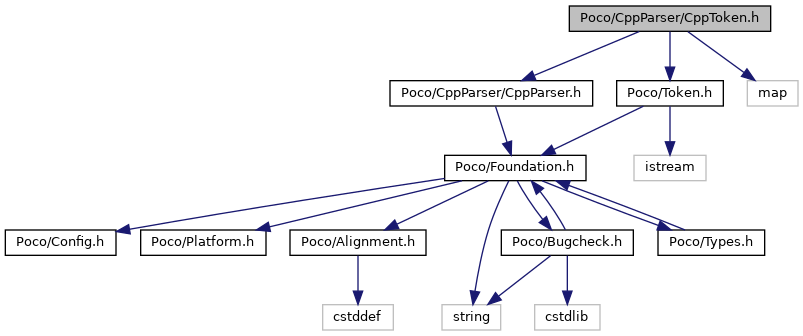 Poco/CppParser/CppToken.h
Poco/CppParser/CppParser.h
Poco/Token.h
map
Poco/Foundation.h
istream
Poco/Config.h
Poco/Platform.h
Poco/Alignment.h
Poco/Bugcheck.h
Poco/Types.h
cstddef
string
cstdlib